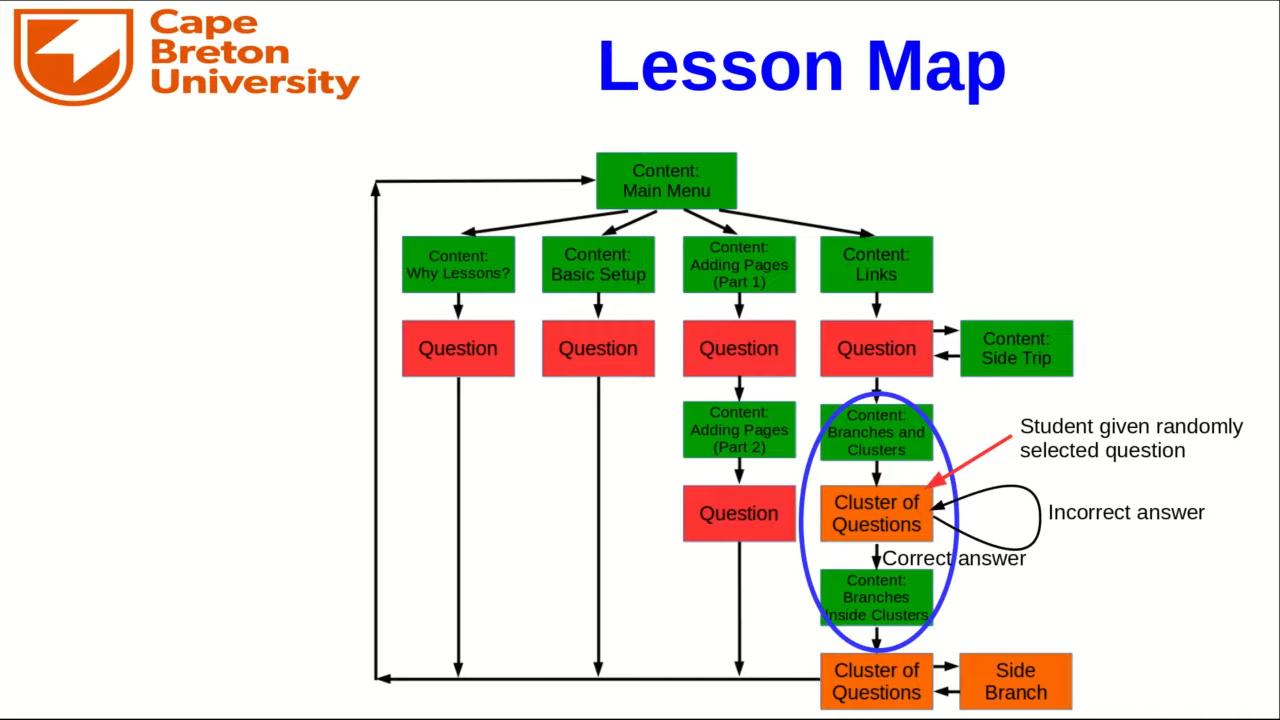 Cape
Breton
University
Lesson Map
Content:
Main Menu
Content:
Why Lessons?
Content:
Basic Setup
Content:
Adding Pages
(Part 1)
Content:
Links
Question
Question
Question
Question
Content:
Side Trip
Content:
Adding Pages
(Part 2)
Content:
Branches and
Clusters
Student given randomly
selected question
Question
Cluster of
Questions
Incorrect answer
Correct answer
Content:
Branches
Inside Clusters
Cluster of
Questions
Side
Branch